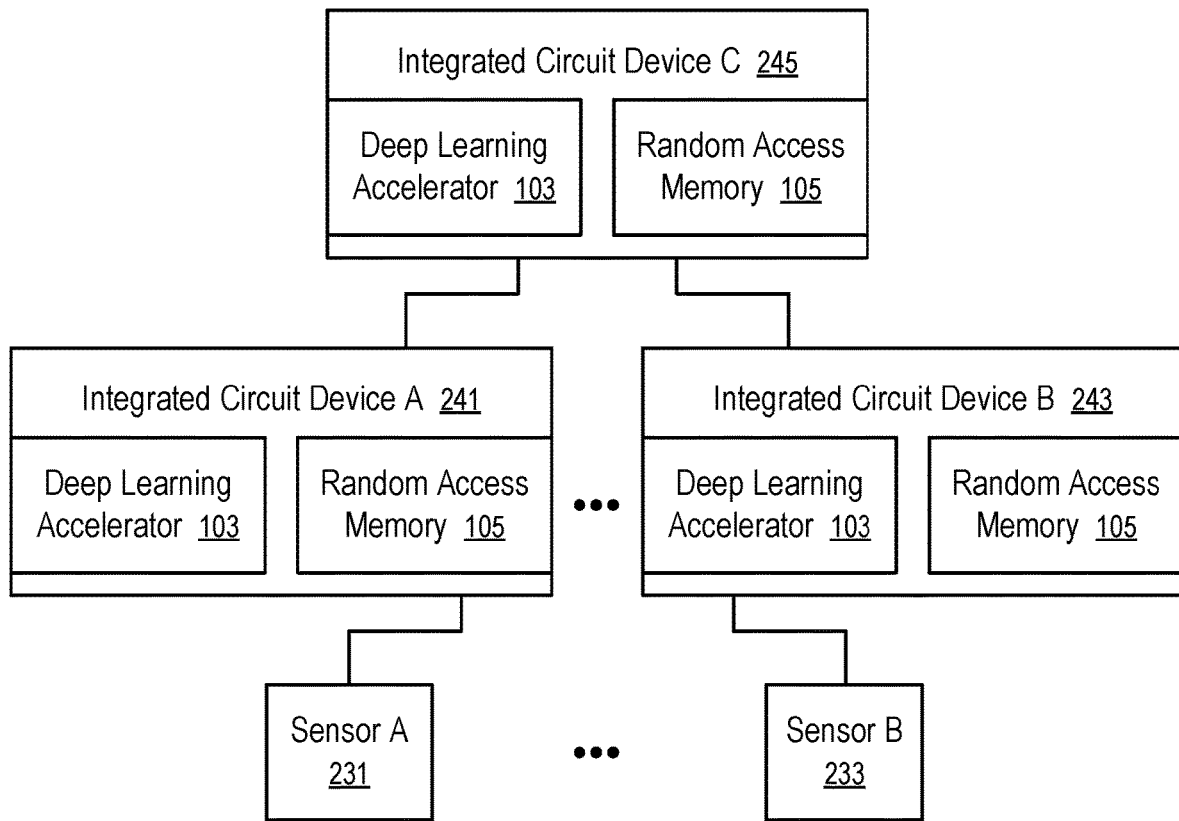 Integrated Circuit Device C 245
Deep Learning
Accelerator 103
Random Access
Memory 105
Integrated Circuit Device A 241
Deep Learning
Accelerator 103
Random Access
Memory 105
•••
Integrated Circuit Device B 243
Deep Learning
Accelerator 103
Random Access
Memory 105
Sensor A
231
•••
Sensor B
233